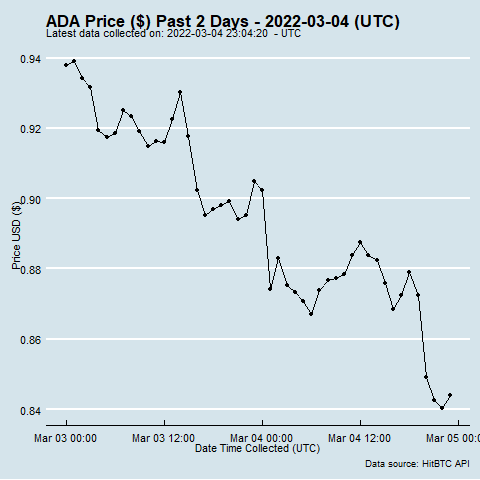 ADA Price ($) Past 2 Days - 2022-03-04 (UTC)
Latest data collected on: 2022-03-04 23:04:20 - UTC
0.94
0.92
0.90
0.88
0.86
0.84
Price USD ($)
Mar 03 00:00 Mar 03 12:00 Mar 04 00:00 Mar 04 12:00 Mar 05 00:00
Date Time Collected (UTC)
Data source: HitBTC API